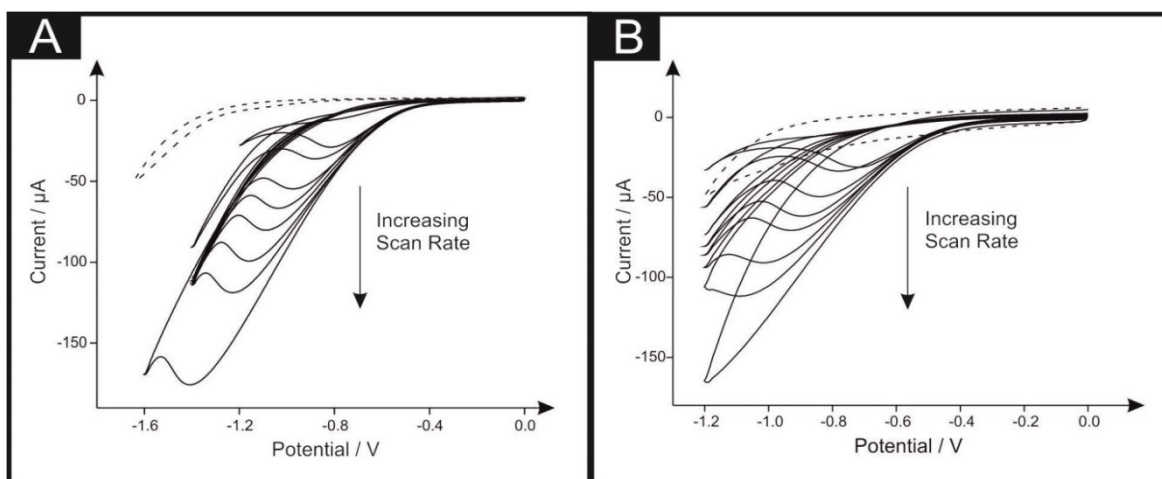 A
0
-50
-100
-150
Current / µA
Increasing
Scan Rate
-1.6
-1.2
-0.8
-0.4
0.0
Potential / V
B
0
-50
-100
-150
Current / µA
Increasing
Scan Rate
-1.2
-1.0
-0.8
-0.6
-0.4
-0.2
0.0
Potential / V